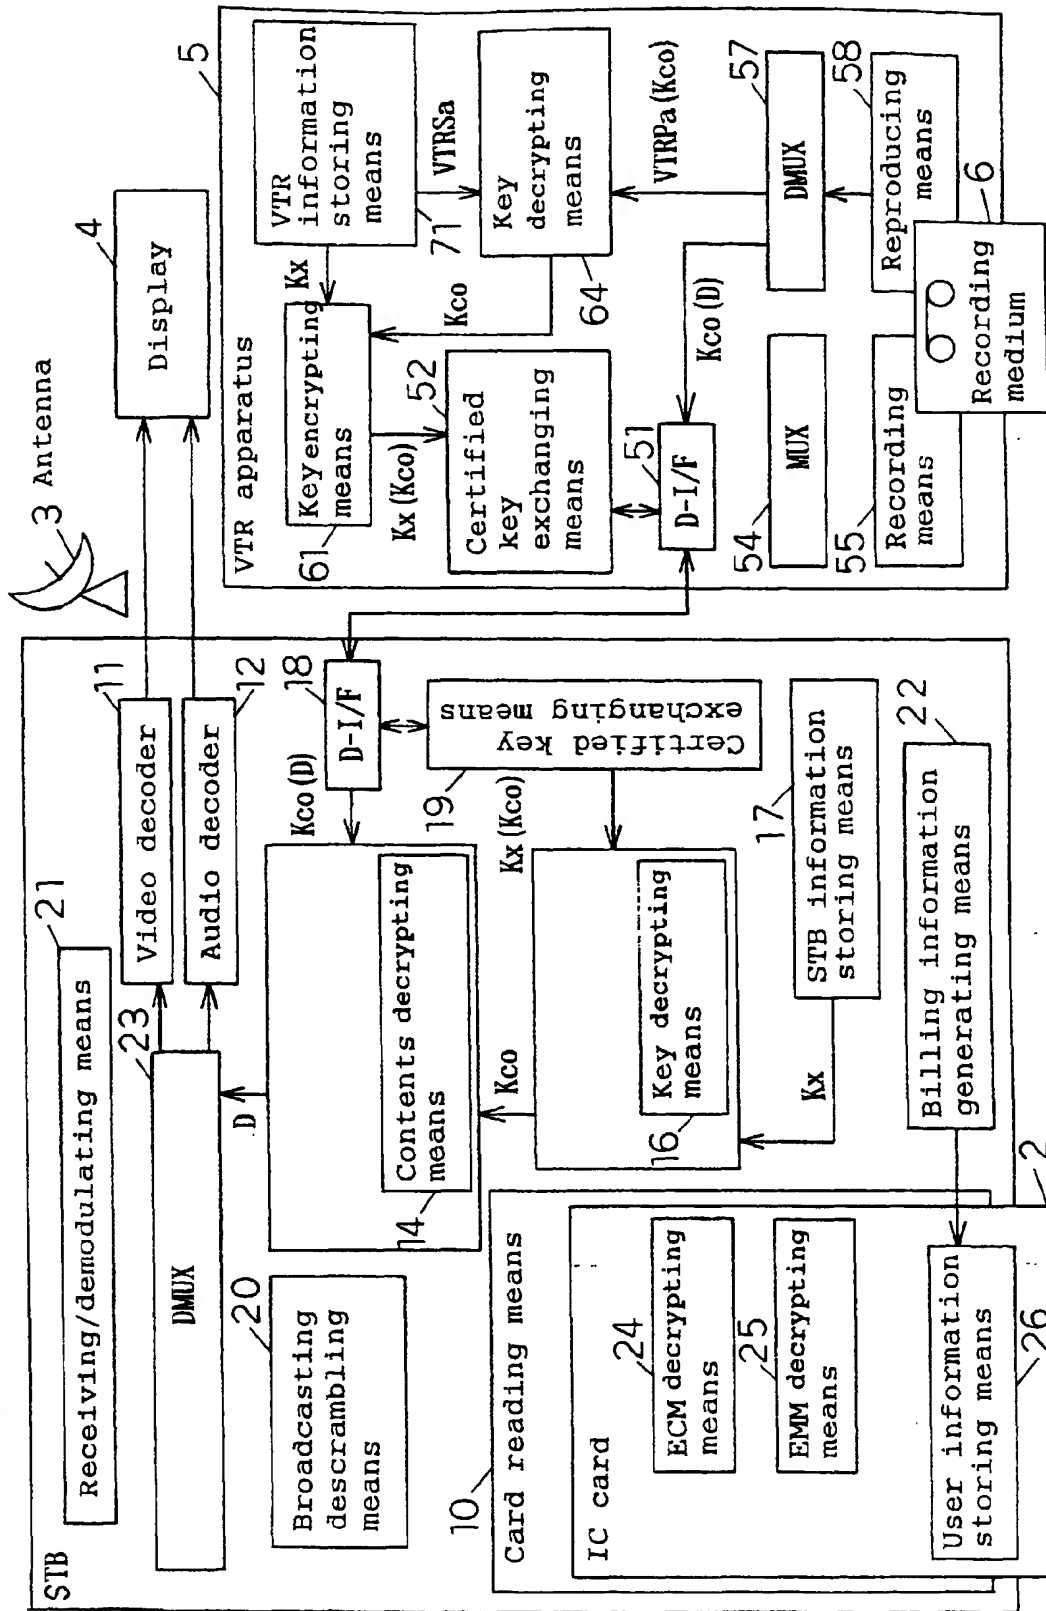 STB
Receiving/demodulating means
21
DMUX
23
Video decoder
11
Audio decoder
12
3 Antenna
Display
4
Broadcasting
descrambling
means
20
Contents decrypting
means
14
D
Kco(D)
D-I/F
18
Certified key
exchanging means
19
Kco
Kx(Kco)
Key decrypting
means
16
Kx
STB information
storing means
17
Billing information
generating means
22
Card reading means
10
IC card
2
ECM decrypting
means
24
EMM decrypting
means
25
User information
storing means
26
VTR apparatus
5
VTR
information
storing
means
71
VTRSa
Kx
Key encrypting
means
61
Kco
Key
decrypting
means
64
VTRPa(Kco)
Kx(Kco)
Certified
key
exchanging
means
52
D-I/F
51
Kco(D)
MUX
54
DMUX
57
Recording
means
55
Reproducing
means
58
Recording
medium
6